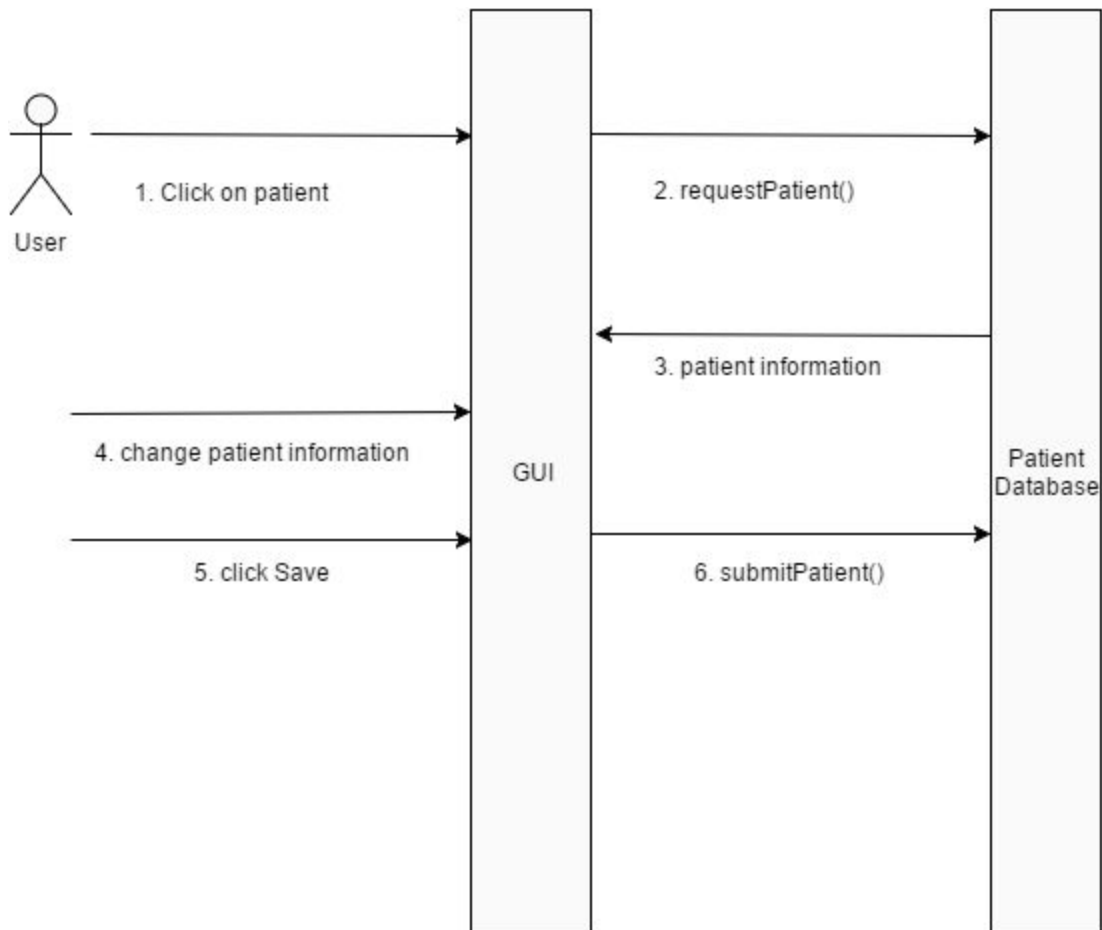 1. Click on patient
2. requestPatient()
User
3. patient information
4. change patient information
GUI
Patient
Database
5. click Save
6. submitPatient()